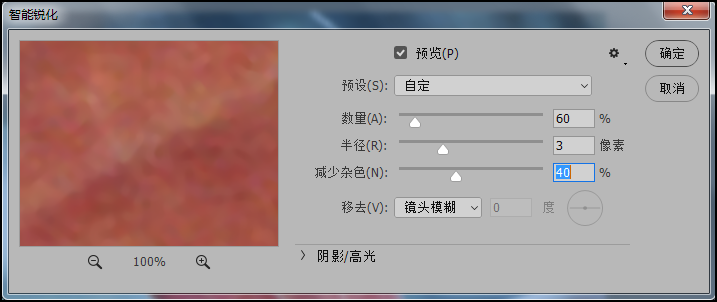 智能锐化
预览(P)
确定
预设(S): 自定
取消
数量(A): 60 %
半径(R): 3 像素
减少杂色(N): 40 %
移去(V): 镜头模糊 0 度
100%
阴影/高光